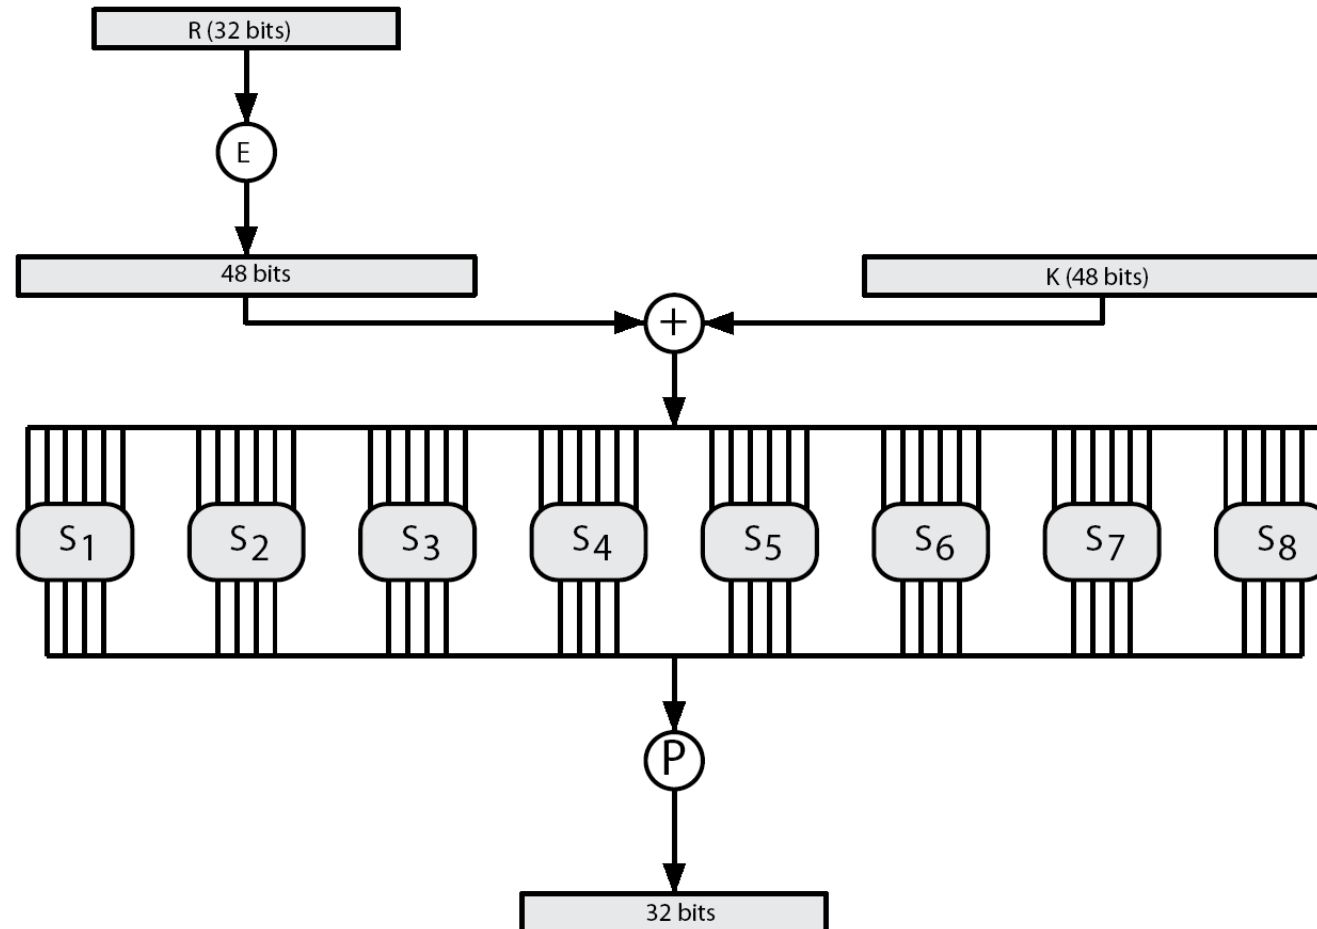 R (32 bits)
E
48 bits
K (48 bits)
+
S1
S2
S3
S4
S5
S6
S7
S8
P
32 bits